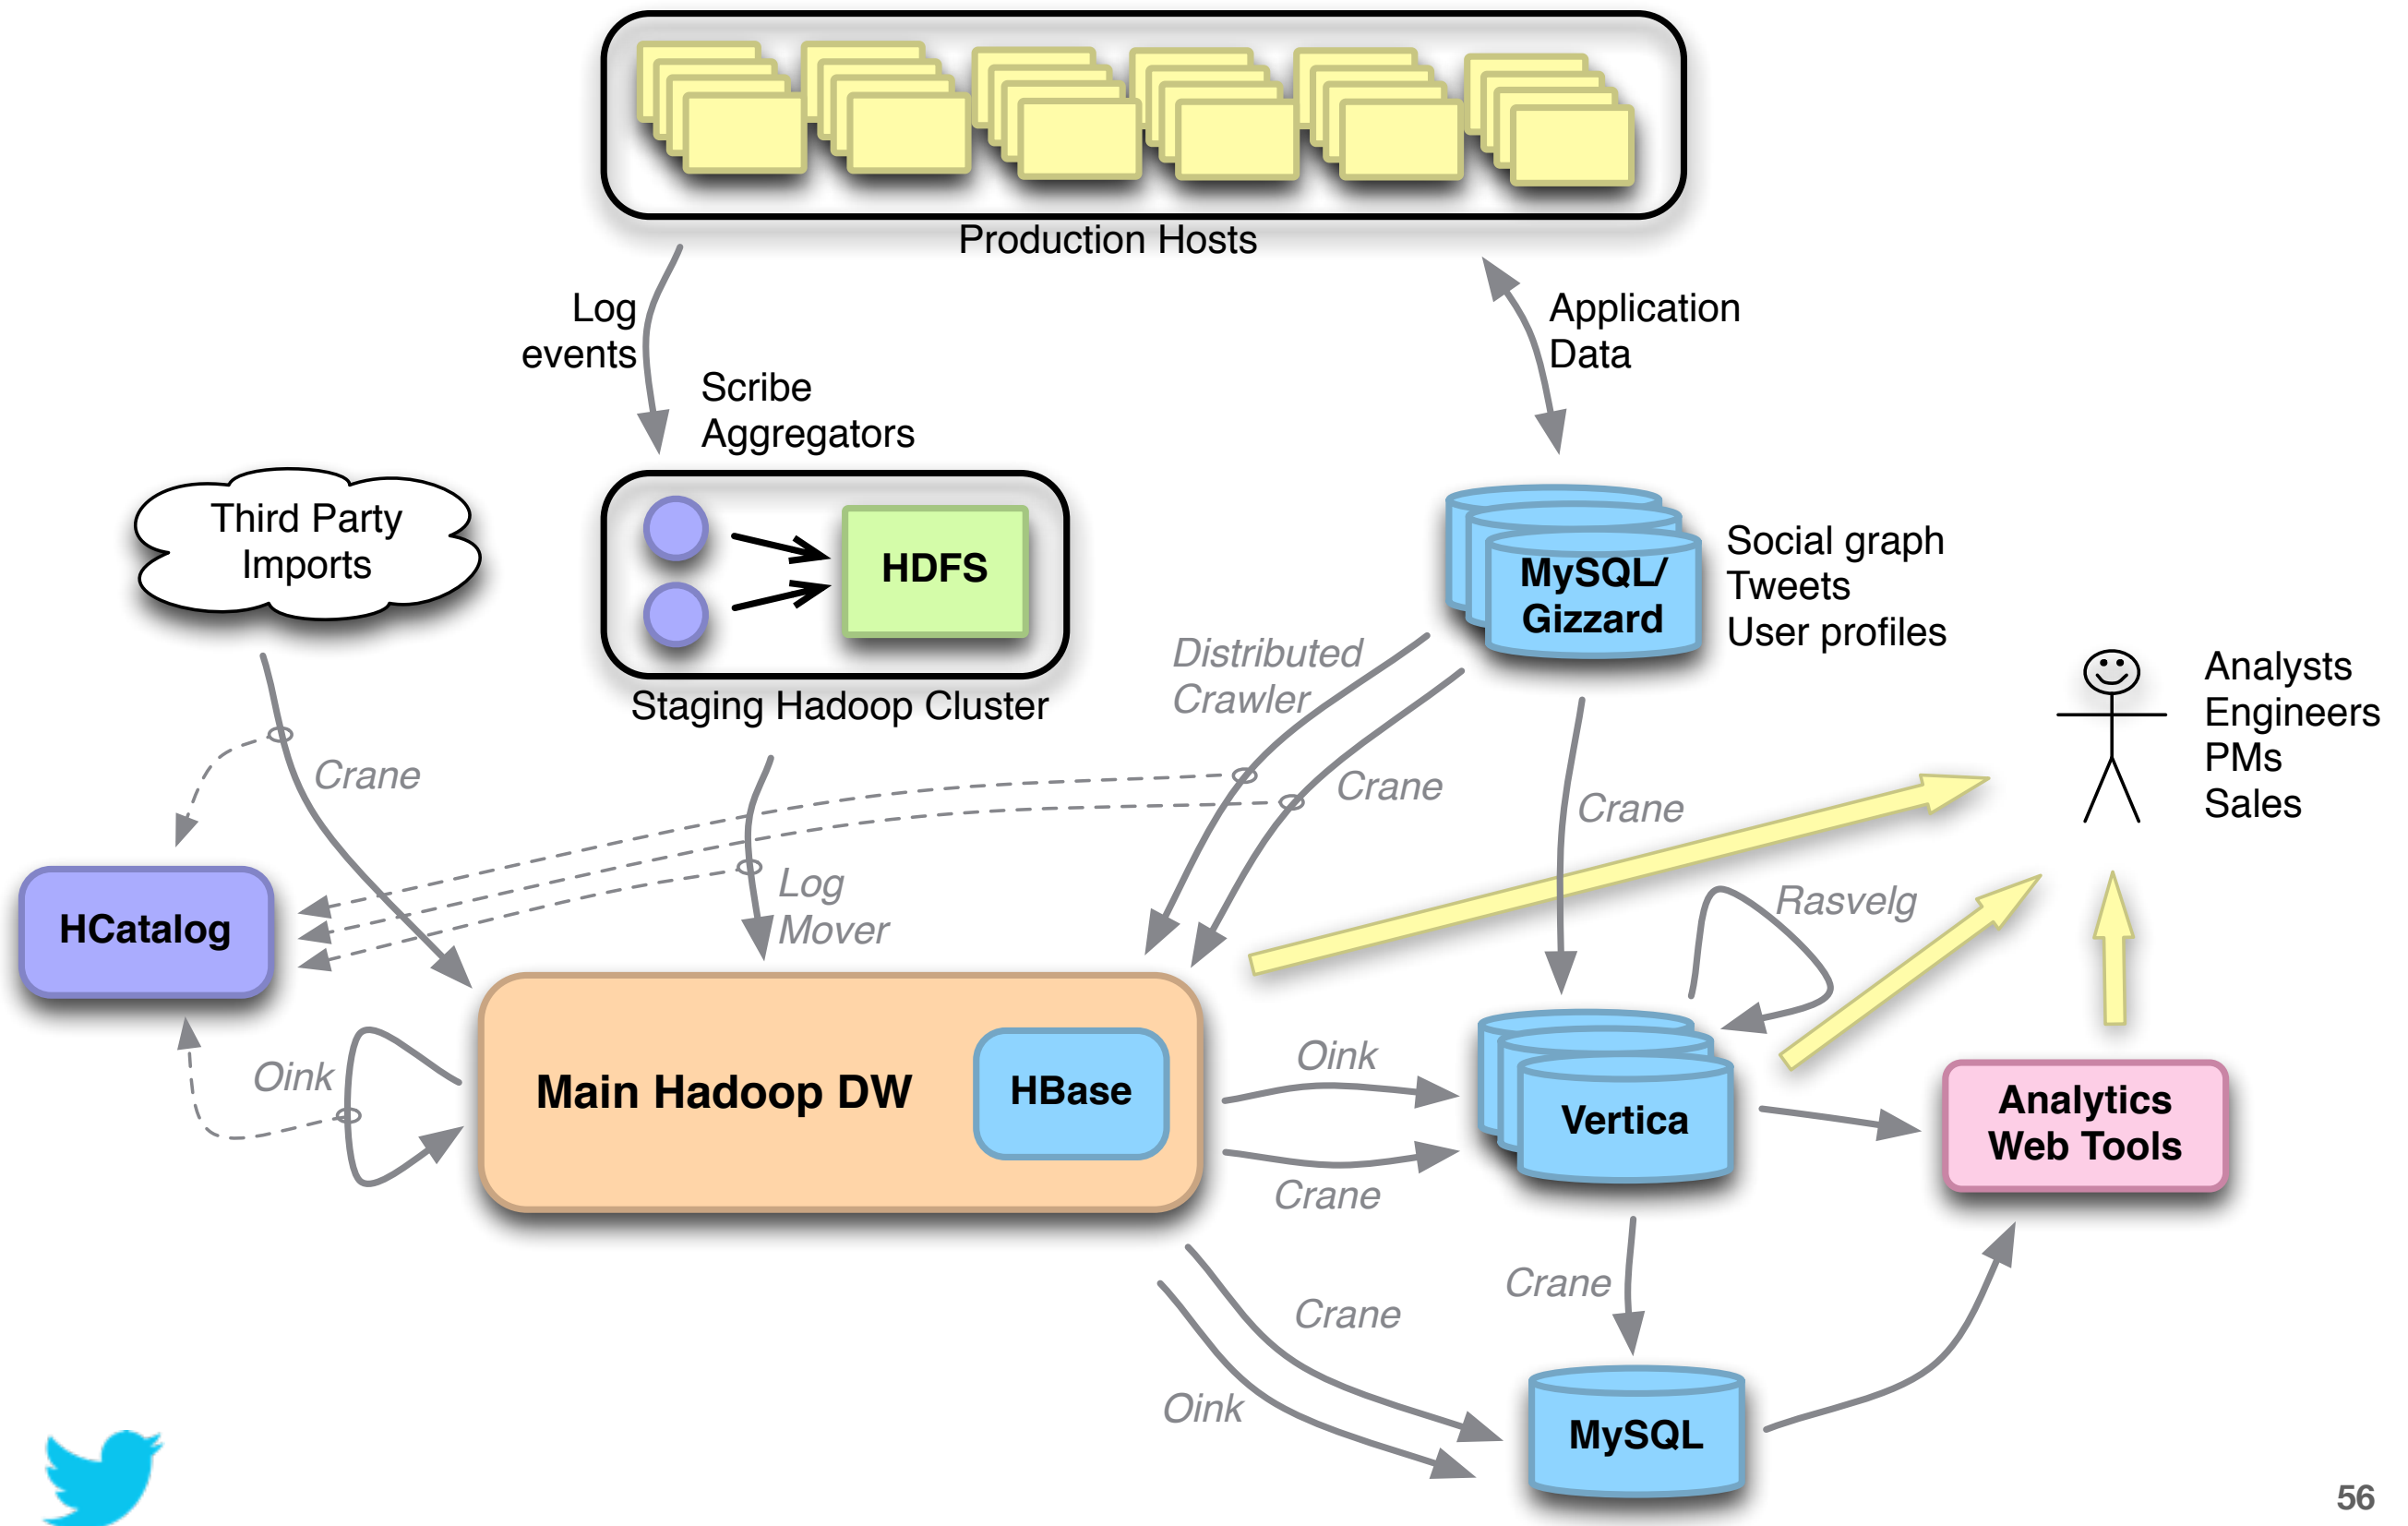 Production Hosts
Log
events
Application
Data
Scribe
Aggregators
Third Party
Imports
HDFS
MySQL/
Gizzard
Social graph
Tweets
User profiles
Staging Hadoop Cluster
Distributed
Crawler
Analysts
Engineers
PMs
Sales
Crane
Crane
Crane
Log
Mover
Rasvelg
HCatalog
Oink
Main Hadoop DW
HBase
Oink
Crane
Vertica
Analytics
Web Tools
Crane
Crane
Oink
MySQL
56